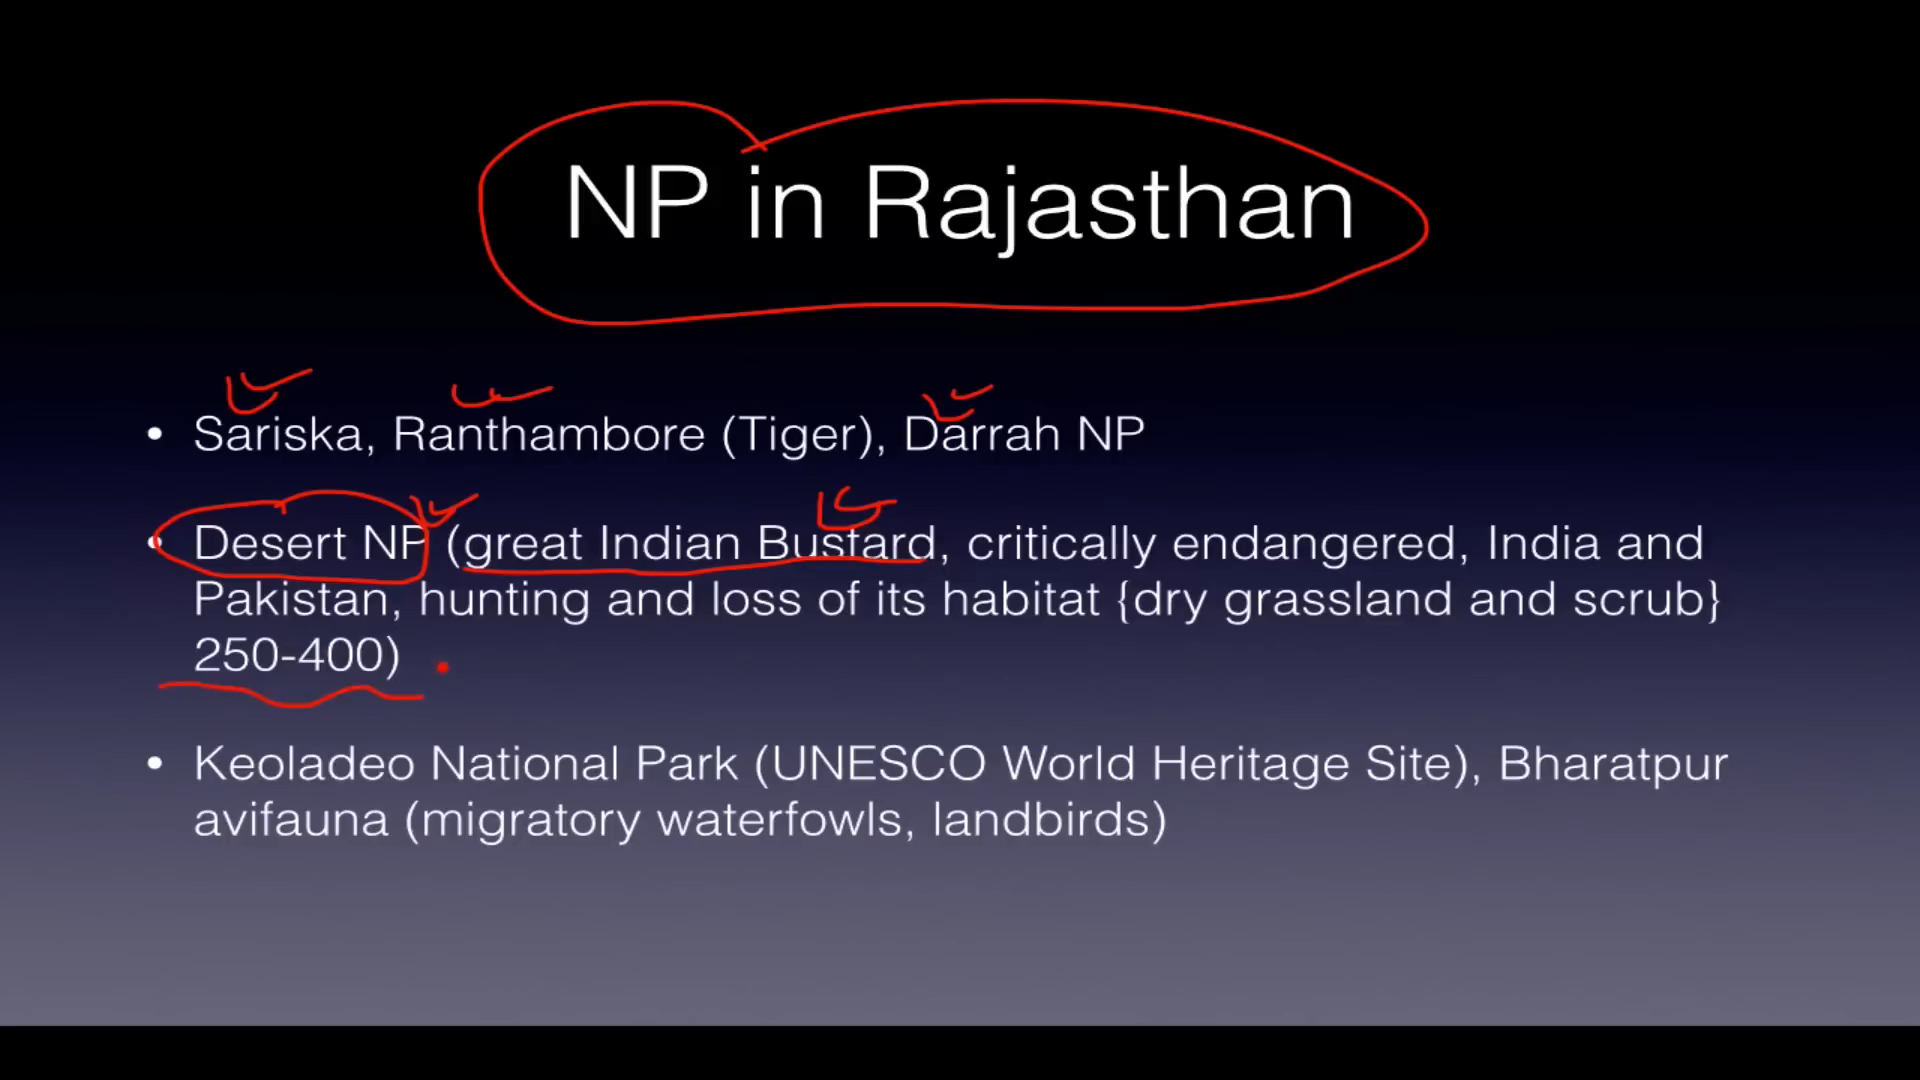 NP in Rajasthan
• Sariska, Ranthambore (Tiger), Darrah NP
• Desert NP (great Indian Bustard, critically endangered, India and
Pakistan, hunting and loss of its habitat {dry grassland and scrub}
250-400)
• Keoladeo National Park (UNESCO World Heritage Site), Bharatpur
avifauna (migratory waterfowls, landbirds)